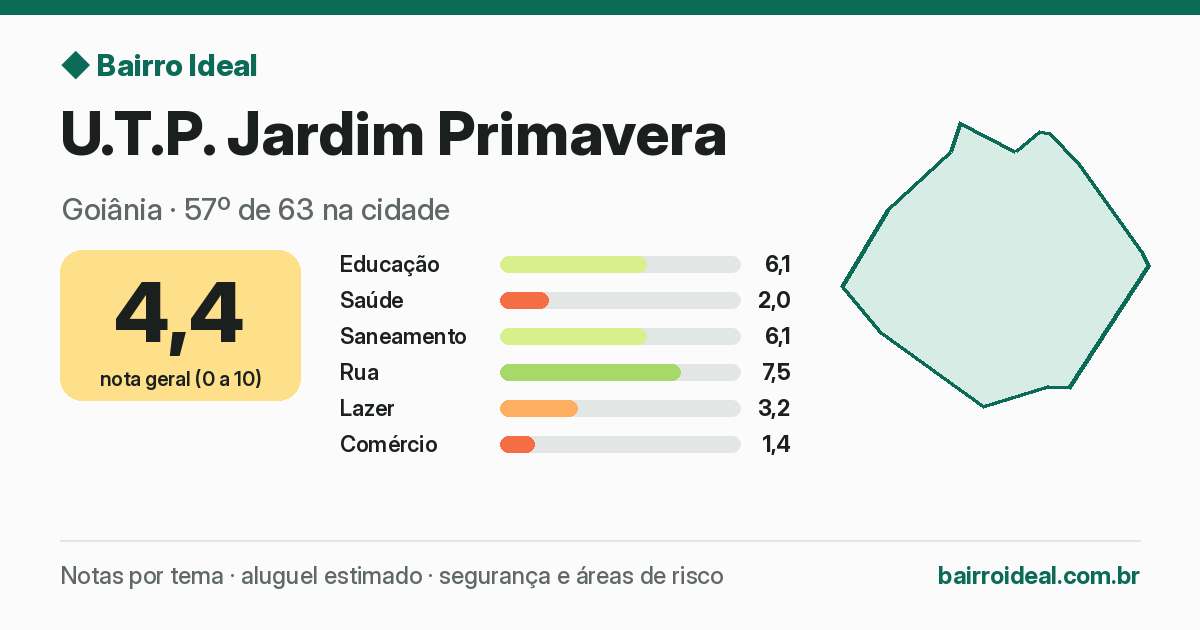 Bairro Ideal
U.T.P. Jardim Primavera
Goiânia · 57º de 63 na cidade
4,4
nota geral (0 a 10)
Educação 6,1
Saúde 2,0
Saneamento 6,1
Rua 7,5
Lazer 3,2
Comércio 1,4
Notas por tema · aluguel estimado · segurança e áreas de risco
bairroideal.com.br